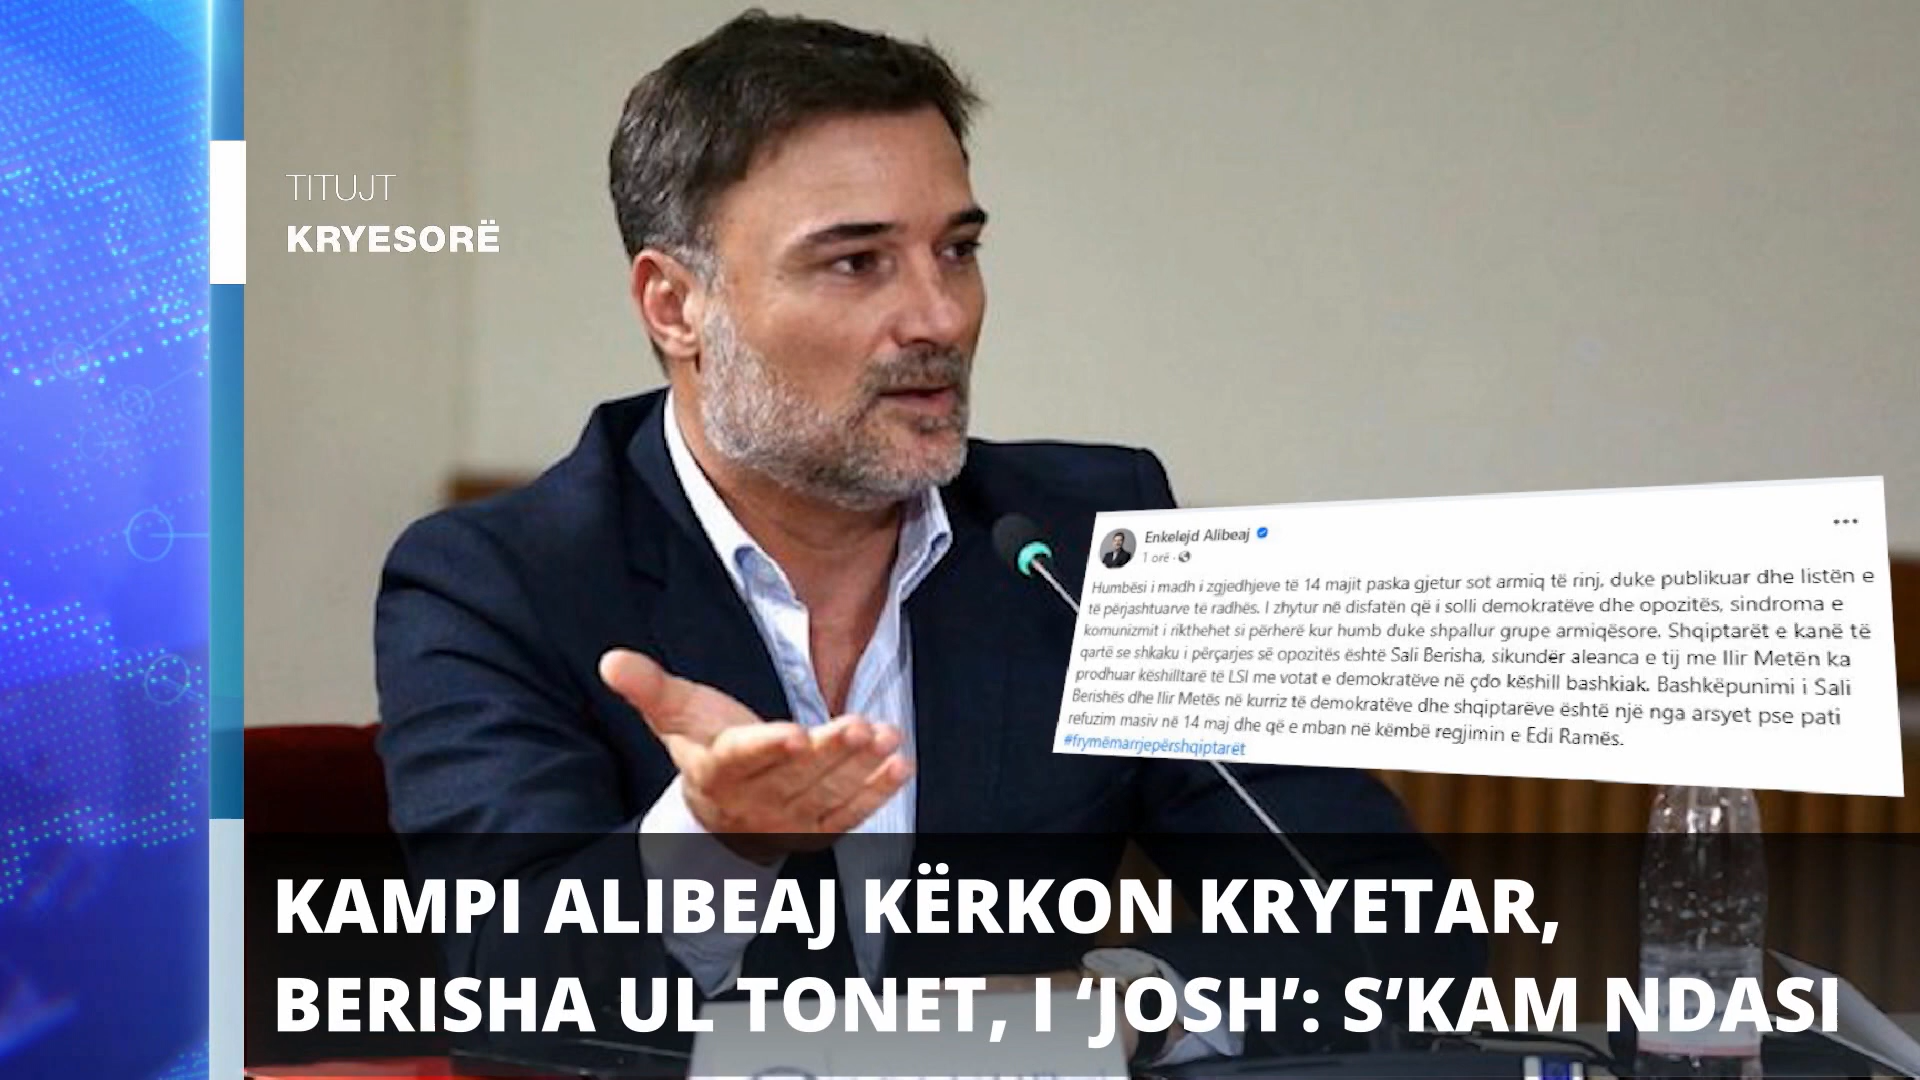 TITUJT
KRYESORË
Enkelejd Alibeaj
1 orë
Humbësi i madh i zgjedhjeve të 14 majit paska gjetur sot armiq të rinj, duke publikuar dhe listën e
të përjashtuarve të radhës. I zhytur në disfatën që i solli demokratëve dhe opozitës, sindroma e
komunizmit i rikthehet si përherë kur humb duke shpallur grupe armiqësore. Shqiptarët e kanë të
qartë se shkaku i përçarjes së opozitës është Sali Berisha, sikundër aleanca e tij me Ilir Metën ka
prodhuar këshilltarë të LSI me votat e demokratëve në çdo këshill bashkiak. Bashkëpunimi i Sali
Berishës dhe Ilir Metës në kurriz të demokratëve dhe shqiptarëve është një nga arsyet pse pati
refuzim masiv në 14 maj dhe që e mban në këmbë regjimin e Edi Ramës.
#frymëmarrjepërshqiptarët
KAMPI ALIBEAJ KËRKON KRYETAR,
BERISHA UL TONET, I ‘JOSH’: S’KAM NDASI